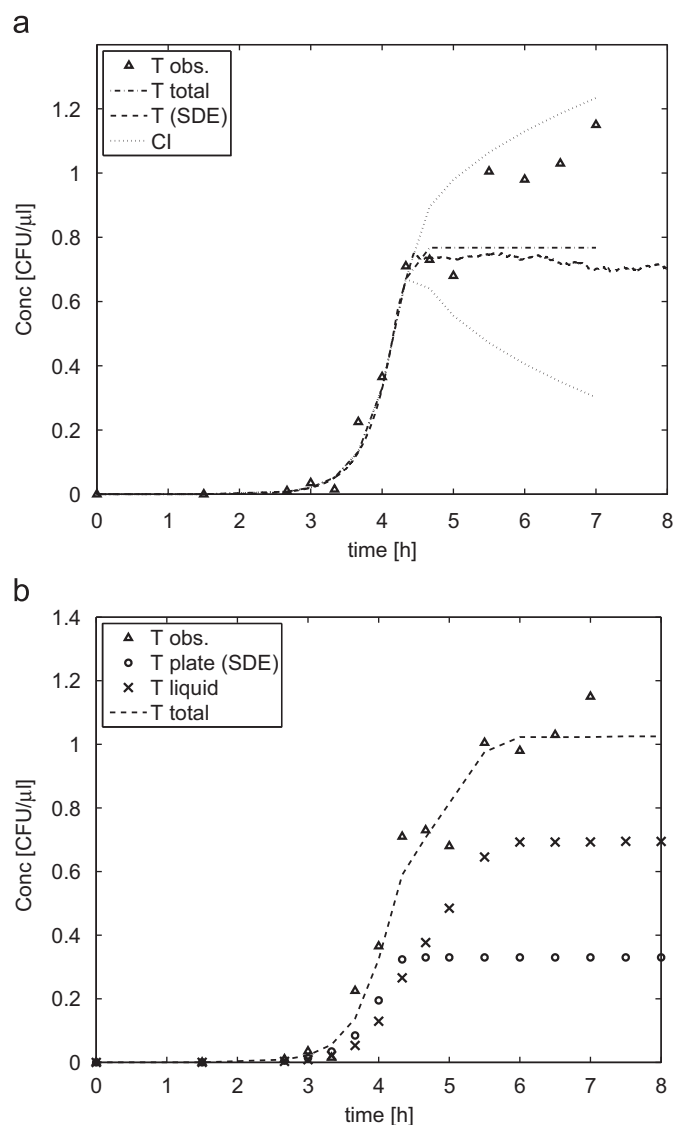 a
T obs.
T total
T (SDE)
CI
1.2
1
0.8
0.6
0.4
0.2
0
Conc [CFU/μl]
0 1 2 3 4 5 6 7 8
time [h]
b
1.4
T obs.
T plate (SDE)
T liquid
T total
1.2
1
0.8
0.6
0.4
0.2
0
Conc [CFU/μl]
0 1 2 3 4 5 6 7 8
time [h]